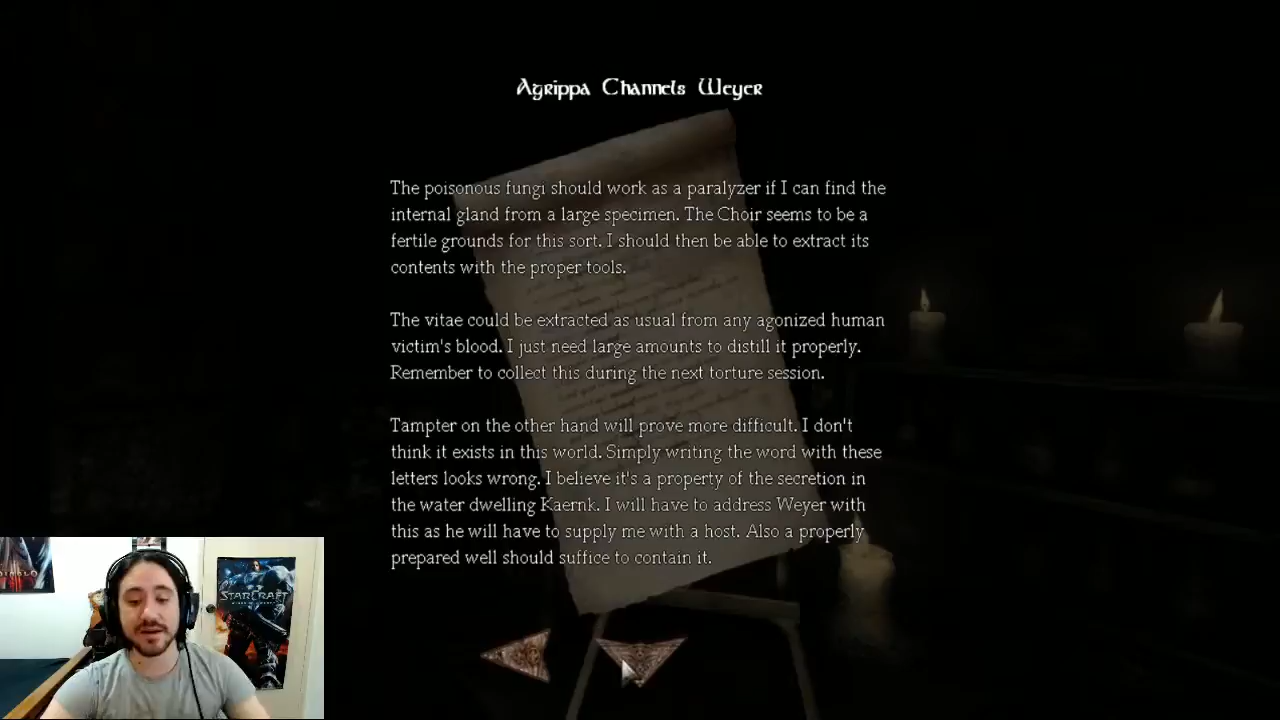 Agrippa Channels Weyer
The poisonous fungi should work as a paralyzer if I can find the
internal gland from a large specimen. The Choir seems to be a
fertile grounds for this sort. I should then be able to extract its
contents with the proper tools.
The vitae could be extracted as usual from any agonized human
victim's blood. I just need large amounts to distill it properly.
Remember to collect this during the next torture session.
Tampter on the other hand will prove more difficult. I don't
think it exists in this world. Simply writing the word with these
letters looks wrong. I believe it's a property of the secretion in
the water dwelling Kaernk. I will have to address Weyer with
this as he will have to supply me with a host. Also a properly
prepared well should suffice to contain it.
DIABLO
STARCRAFT